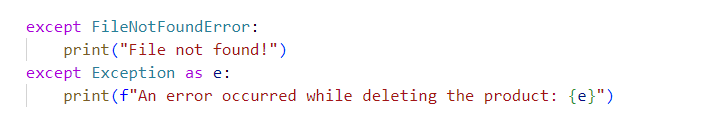 except FileNotFoundError:
    print("File not found!")
except Exception as e:
    print(f"An error occurred while deleting the product: {e}")